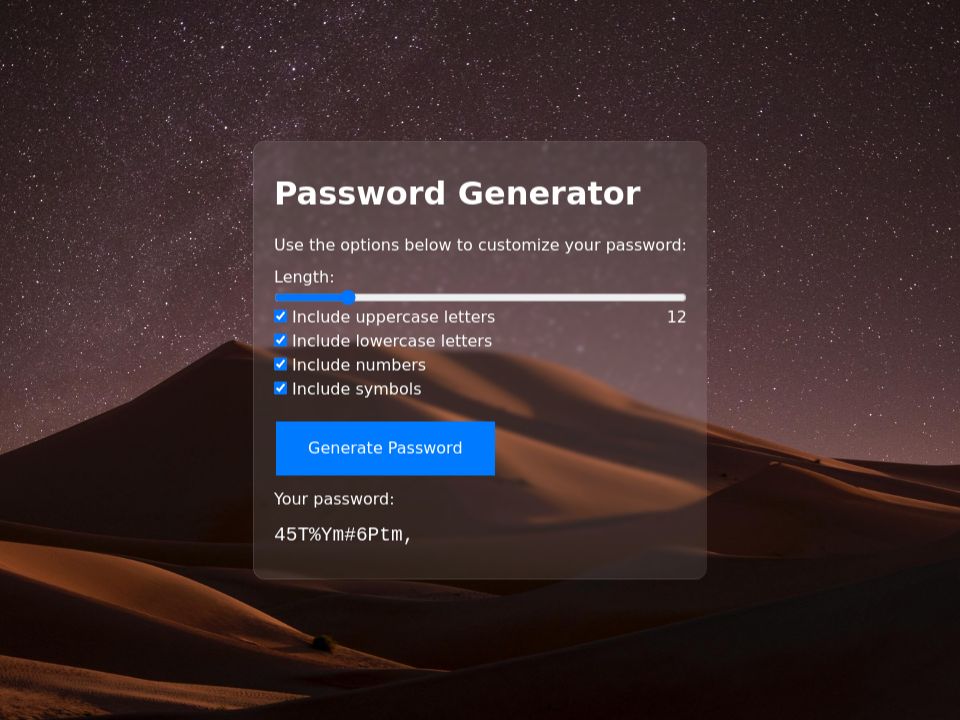 Password Generator
Use the options below to customize your password:
Length:
Include uppercase letters 12
Include lowercase letters
Include numbers
Include symbols
Generate Password
Your password:
45T%Ym#6Ptm,